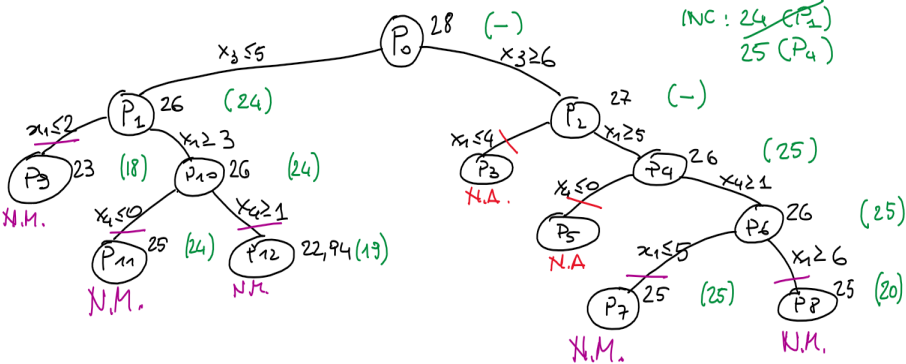 P0 28 (-)
INC: 24 (P1)
25 (P4)
x3≤5
x3≥6
P1 26 (24)
P2 27 (-)
x1≤2
x1≥3
x1≤4
x1≥5
P9 23 (18)
P10 26 (24)
P3
P4 26 (25)
N.M.
N.A.
x4≤0
x4≥1
x4≤0
x4≥1
P11 25 (24)
P12 22,94 (19)
P5
P6 26 (25)
N.M.
N.M.
N.A
x1≤5
x1≥6
P7 25 (25)
P8 25 (20)
N.M.
N.M.